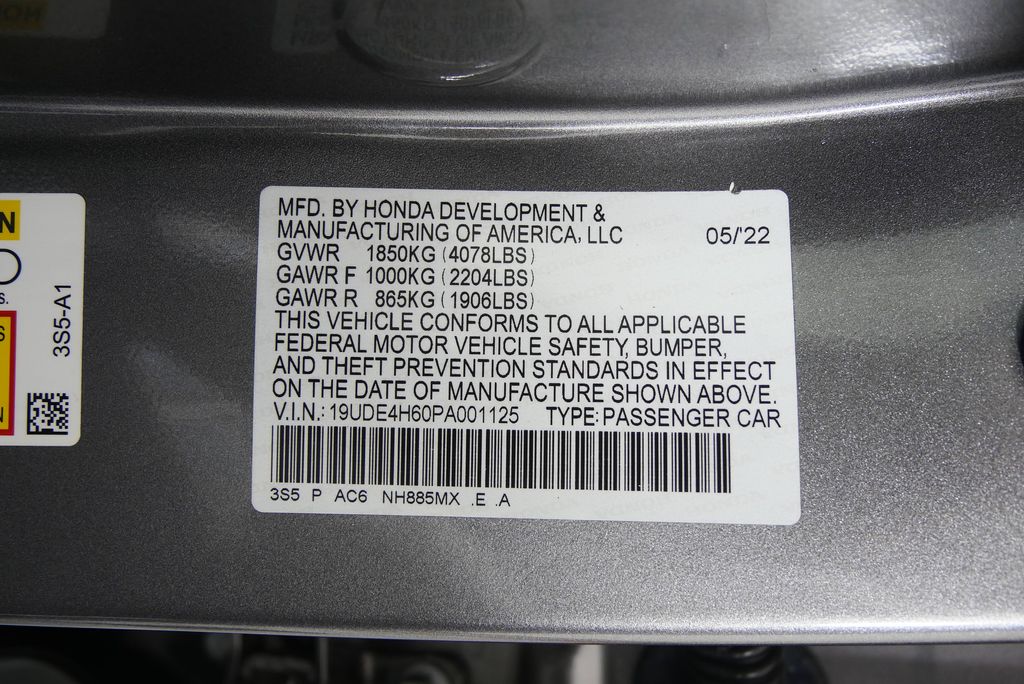 MFD. BY HONDA DEVELOPMENT &
MANUFACTURING OF AMERICA, LLC 05/'22
GVWR 1850KG (4078LBS)
GAWR F 1000KG (2204LBS)
GAWR R 865KG (1906LBS)
THIS VEHICLE CONFORMS TO ALL APPLICABLE
FEDERAL MOTOR VEHICLE SAFETY, BUMPER,
AND THEFT PREVENTION STANDARDS IN EFFECT
ON THE DATE OF MANUFACTURE SHOWN ABOVE.
V.I.N.: 19UDE4H60PA001125 TYPE: PASSENGER CAR
3S5 P AC6 NH885MX .E .A
N
S.
S
N
3S5-A1